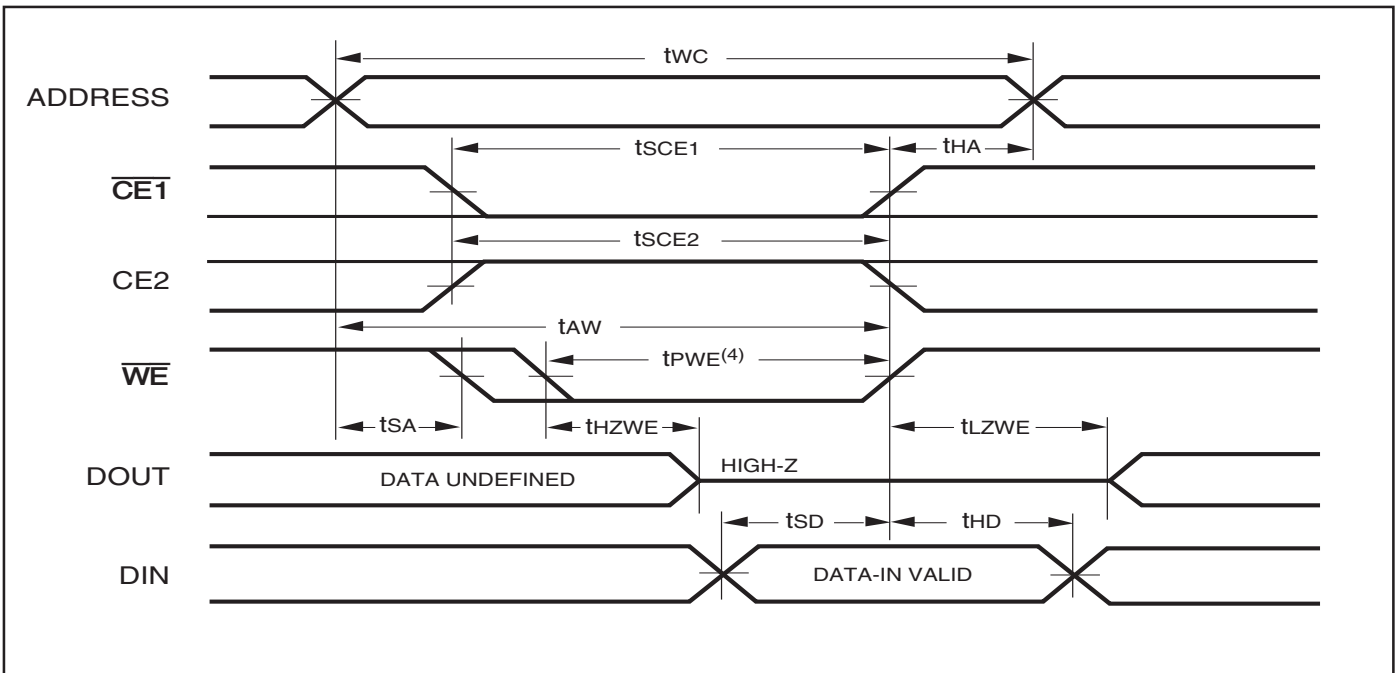 tWC
ADDRESS
tSCE1
tHA
CE1
tSCE2
CE2
tAW
tPWE(4)
WE
tSA
tHZWE
tLZWE
DOUT
DATA UNDEFINED
HIGH-Z
tSD
tHD
DIN
DATA-IN VALID